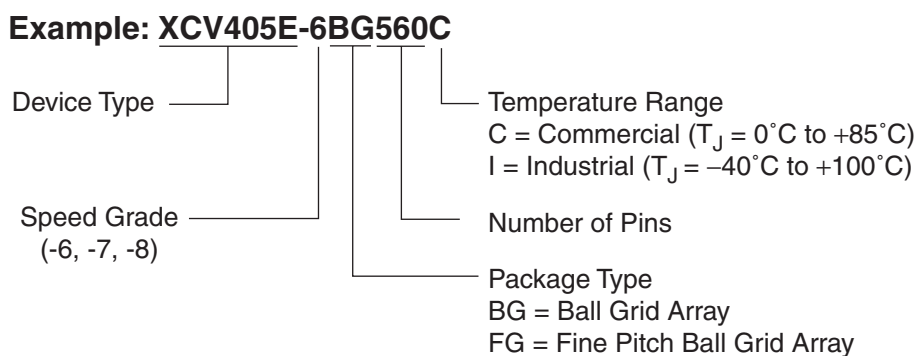 Example: XCV405E-6BG560C
Device Type
Temperature Range
C = Commercial (TJ = 0˚C to +85˚C)
I = Industrial (TJ = −40˚C to +100˚C)
Speed Grade
(-6, -7, -8)
Number of Pins
Package Type
BG = Ball Grid Array
FG = Fine Pitch Ball Grid Array